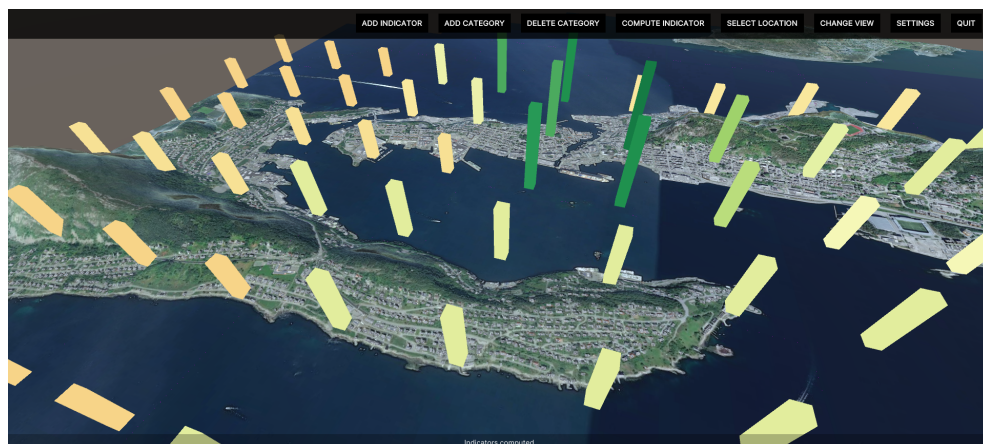 ADD INDICATOR ADD CATEGORY DELETE CATEGORY COMPUTE INDICATOR SELECT LOCATION CHANGE VIEW SETTINGS QUIT
Indicators computed